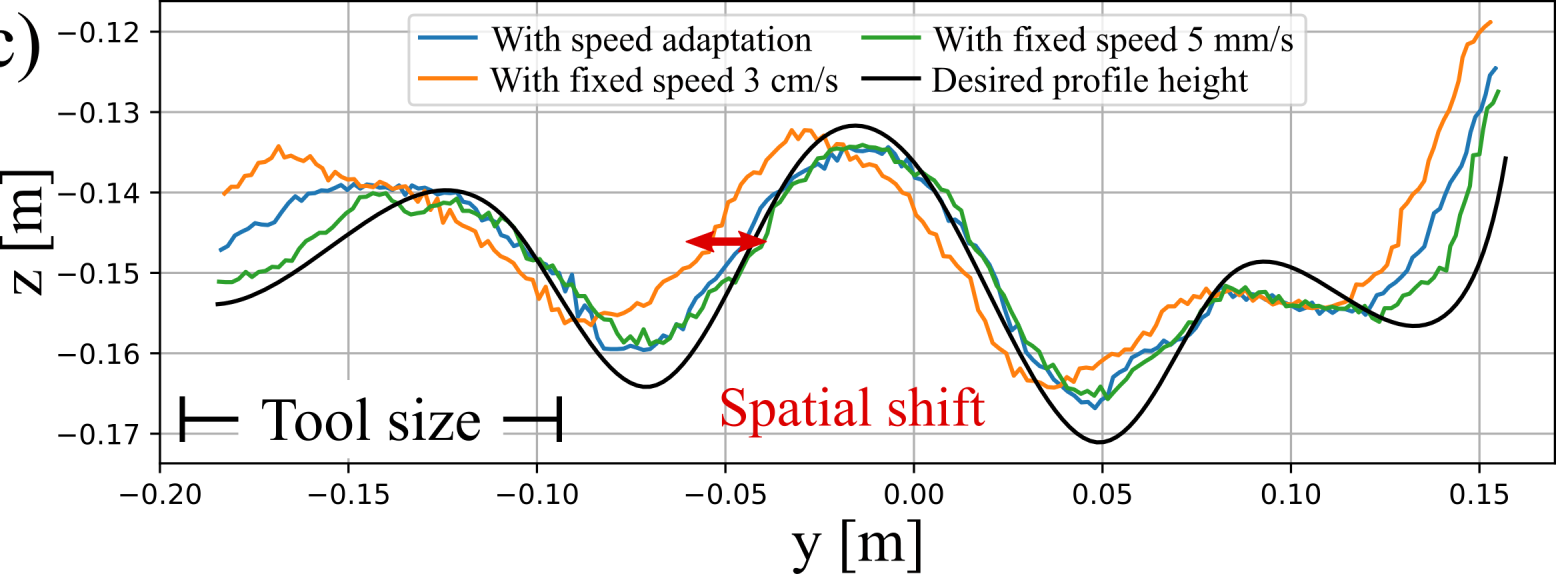 c)
−0.12
−0.13
−0.14
−0.15
−0.16
−0.17
z [m]
With speed adaptation
With fixed speed 3 cm/s
With fixed speed 5 mm/s
Desired profile height
Tool size
Spatial shift
−0.20 −0.15 −0.10 −0.05 0.00 0.05 0.10 0.15
y [m]